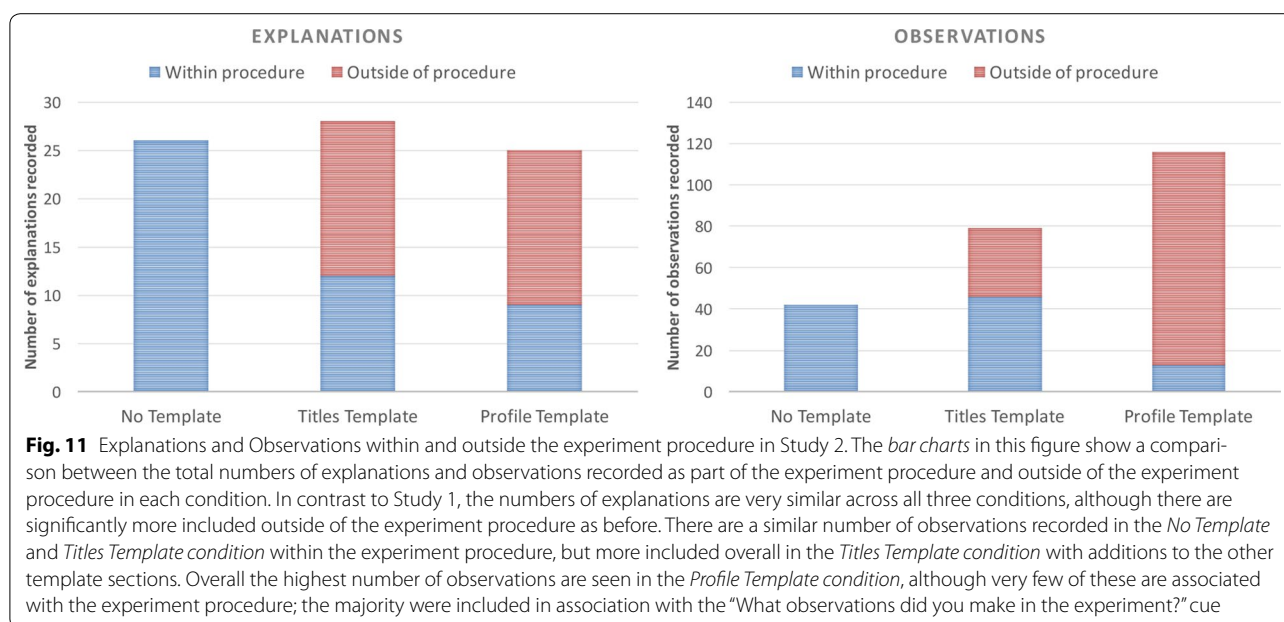 EXPLANATIONS
Within procedure Outside of procedure
Number of explanations recorded
30
25
20
15
10
5
0
No Template Titles Template Profile Template
OBSERVATIONS
Within procedure Outside of procedure
Number of observations recorded
140
120
100
80
60
40
20
0
No Template Titles Template Profile Template
Fig. 11 Explanations and Observations within and outside the experiment procedure in Study 2. The bar charts in this figure show a compari-
son between the total numbers of explanations and observations recorded as part of the experiment procedure and outside of the experiment
procedure in each condition. In contrast to Study 1, the numbers of explanations are very similar across all three conditions, although there are
significantly more included outside of the experiment procedure as before. There are a similar number of observations recorded in the No Template
and Titles Template condition within the experiment procedure, but more included overall in the Titles Template condition with additions to the other
template sections. Overall the highest number of observations are seen in the Profile Template condition, although very few of these are associated
with the experiment procedure; the majority were included in association with the “What observations did you make in the experiment?” cue